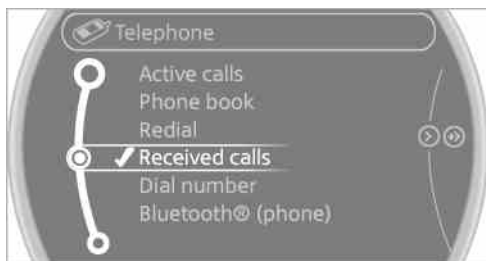 Telephone
Active calls
Phone book
Redial
Received calls
Dial number
Bluetooth® (phone)